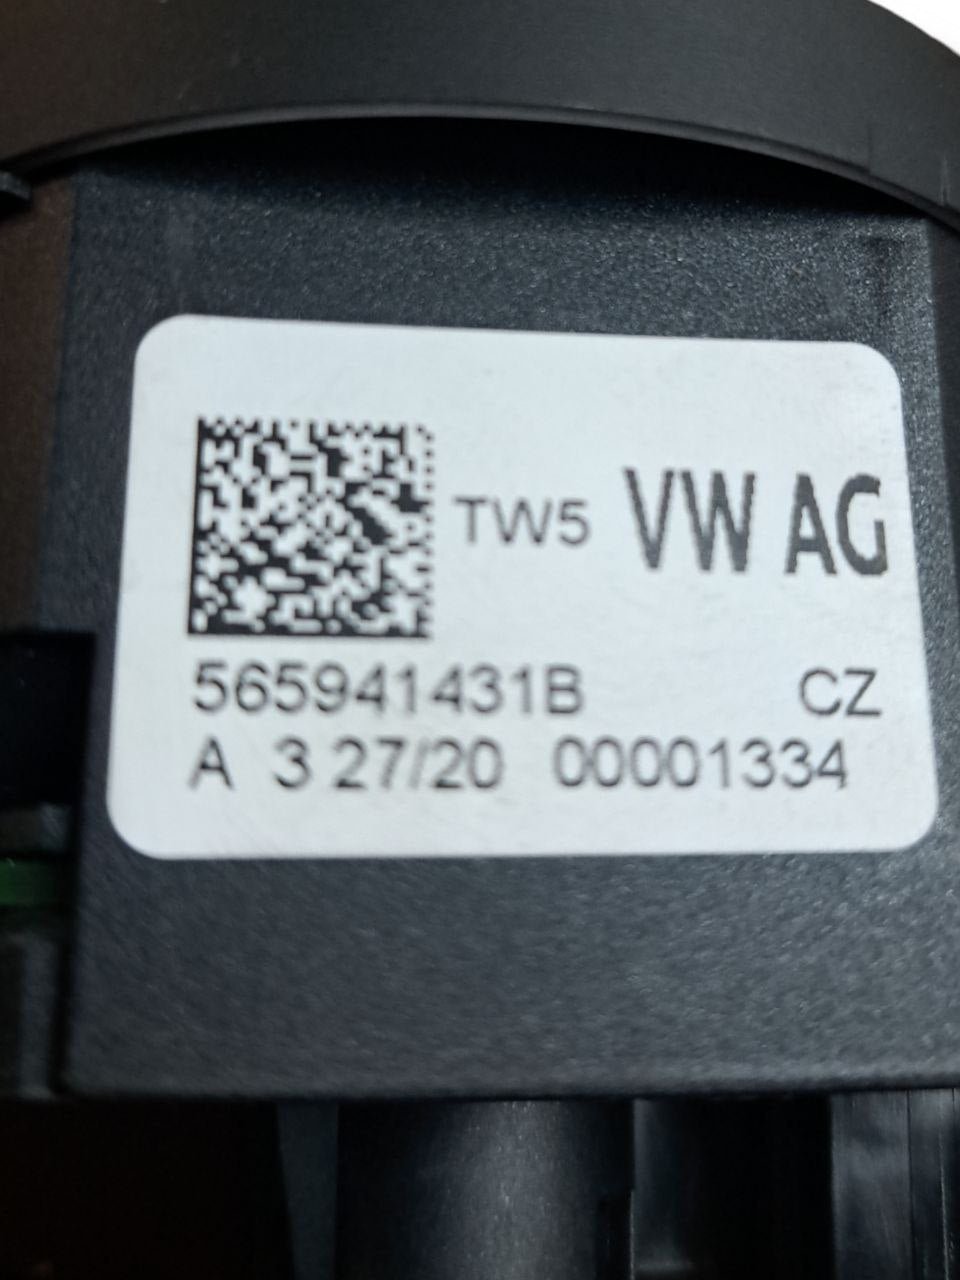 TW5 VW AG
565941431B CZ
A 3 27/20 00001334